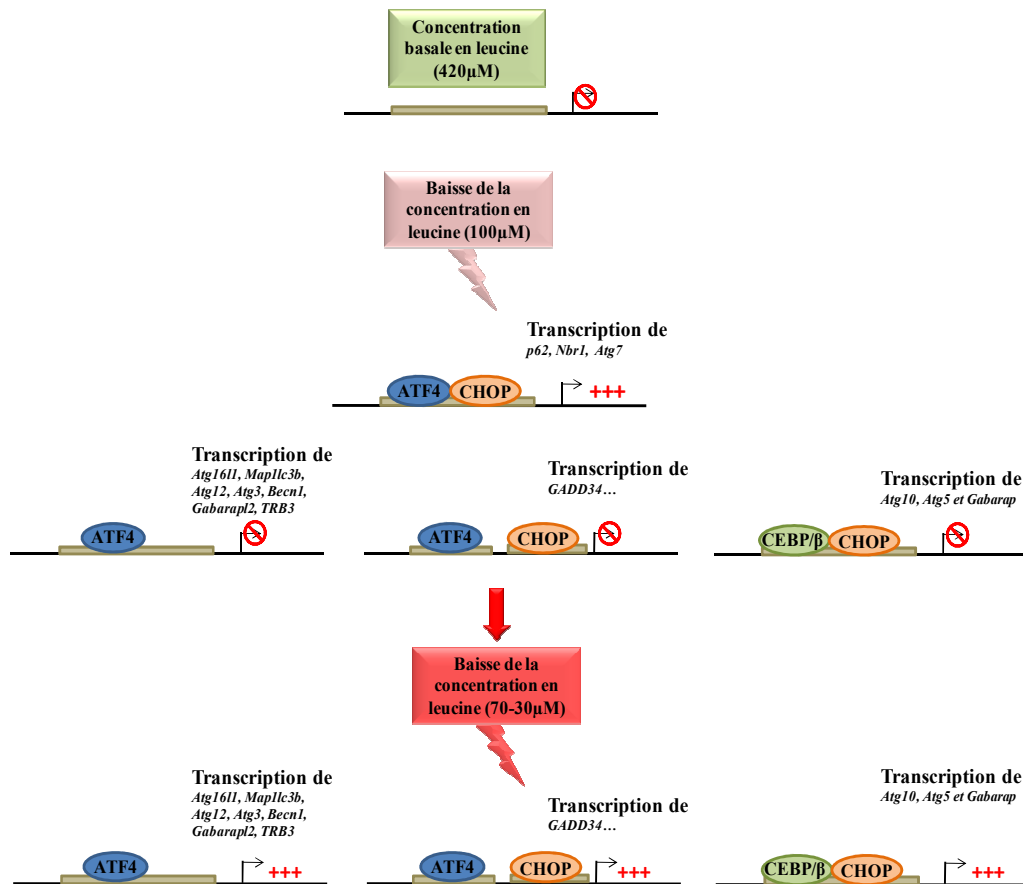 Concentration
basale en leucine
(420µM)
Baisse de la
concentration en
leucine (100µM)
Transcription de
p62, Nbr1, Atg7
ATF4 CHOP +++
Transcription de
Atg16l1, Map1lc3b,
Atg12, Atg3, Becn1,
Gabarapl2, TRB3
ATF4
Transcription de
GADD34...
ATF4 CHOP
Transcription de
Atg10, Atg5 et Gabarap
CEBP/β CHOP
Baisse de la
concentration en
leucine (70-30µM)
Transcription de
Atg16l1, Map1lc3b,
Atg12, Atg3, Becn1,
Gabarapl2, TRB3
ATF4 +++
Transcription de
GADD34...
ATF4 CHOP +++
Transcription de
Atg10, Atg5 et Gabarap
CEBP/β CHOP +++